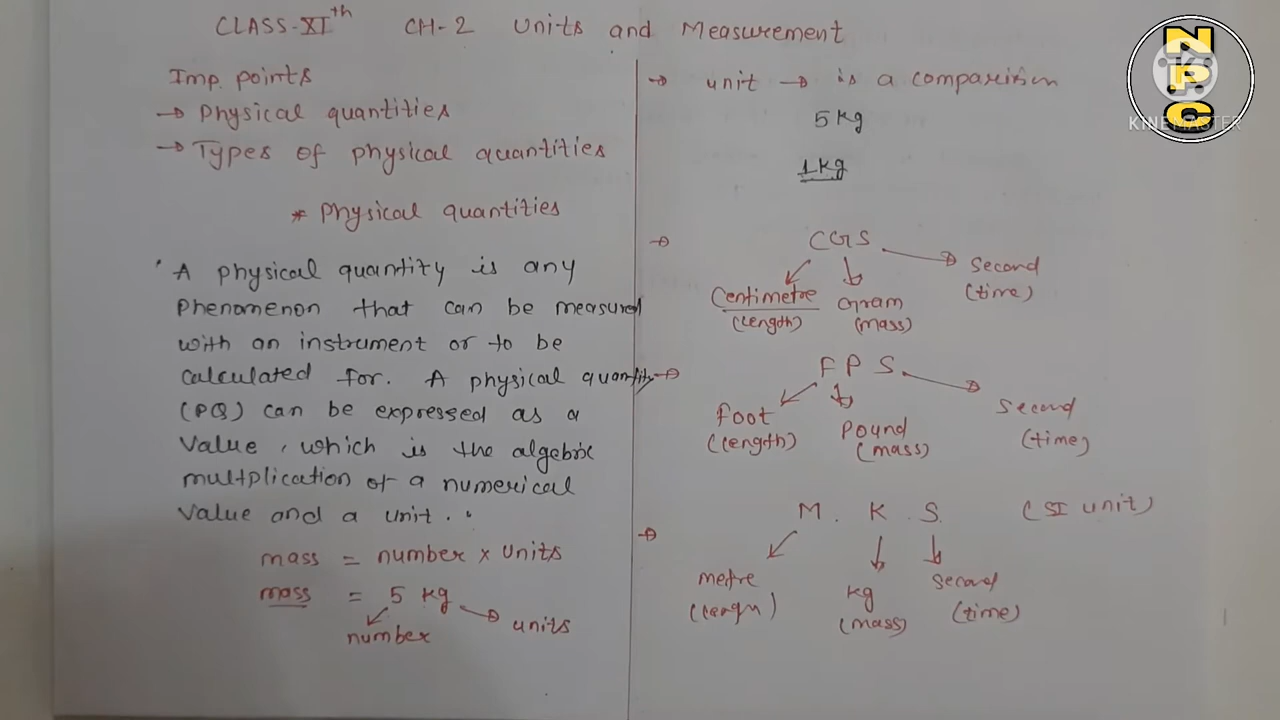 CLASS-XIth CH-2 Units and Measurement
Imp. points
→ Physical quantities
→ Types of physical quantities
* Physical quantities
A physical quantity is any
Phenomenon that can be measured
with an instrument or to be
calculated for. A physical quantity
(PQ) can be expressed as a
value, which is the algebric
multplication of a numerical
value and a unit.
mass = number x units
mass = 5 kg
number units
→ unit → is a comparison
5 kg
1 kg
→ CGS
Second
(time)
Centimetre Gram
(length) (mass)
→ F P S
Second
(time)
foot Pound
(length) (mass)
→ M. K. S. (SI unit)
metre kg Second
(length) (mass) (time)
NPC
KINEMASTER